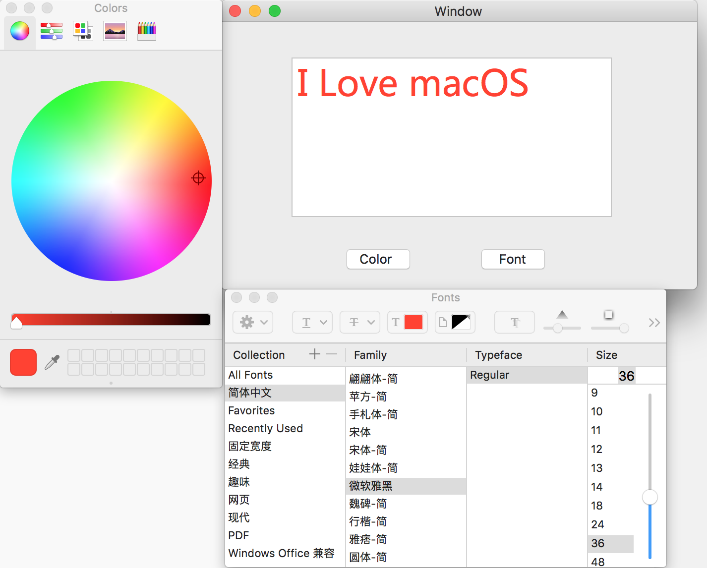 Colors
Window
I Love macOS
Color
Font
Fonts
T
T
T
T
Collection
Family
Typeface
Size
All Fonts
简体中文
Favorites
Recently Used
固定宽度
经典
趣味
网页
现代
PDF
Windows Office 兼容
翩翩体-简
苹方-简
手札体-简
宋体
宋体-简
娃娃体-简
微软雅黑
魏碑-简
行楷-简
雅痞-简
圆体-简
Regular
36
9
10
11
12
13
14
18
24
36
48